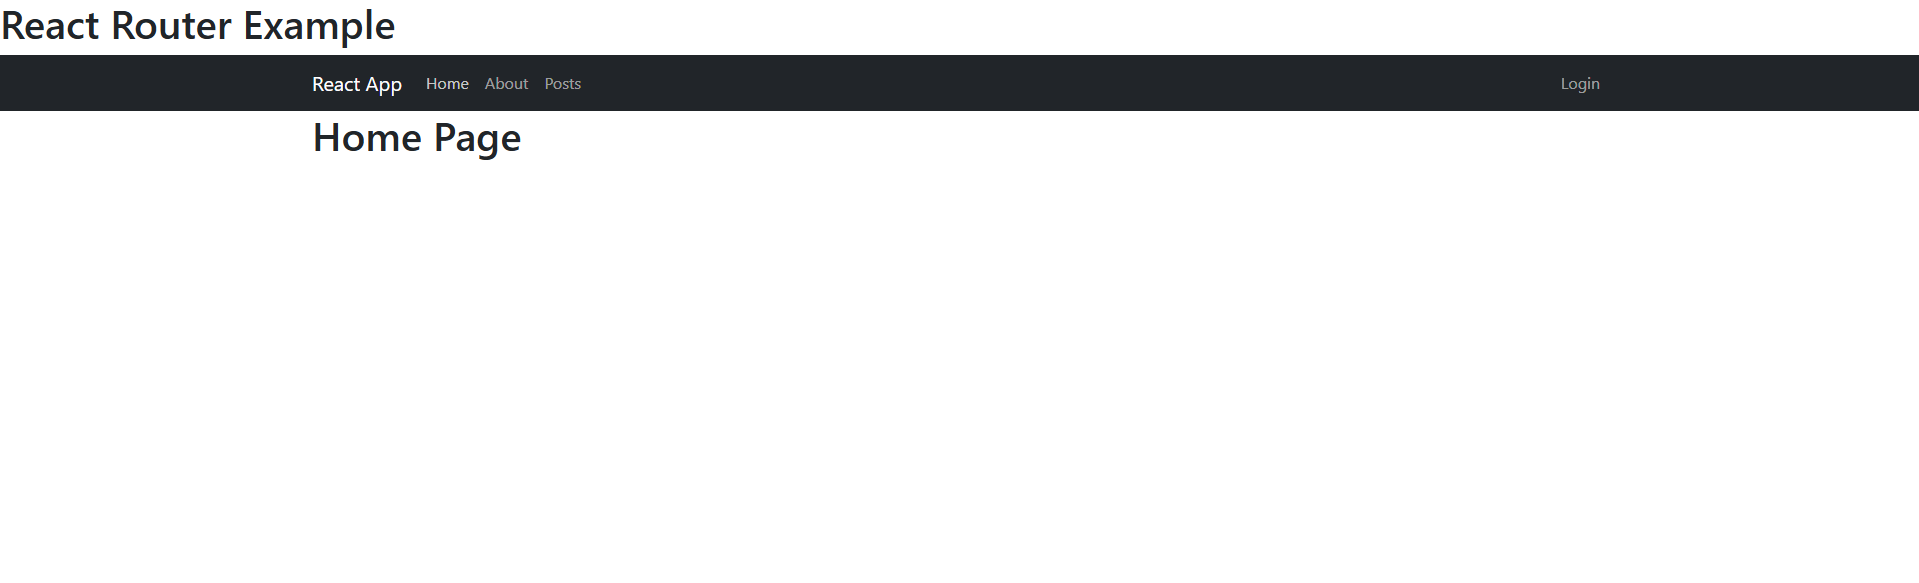 React Router Example
React App Home About Posts Login
Home Page